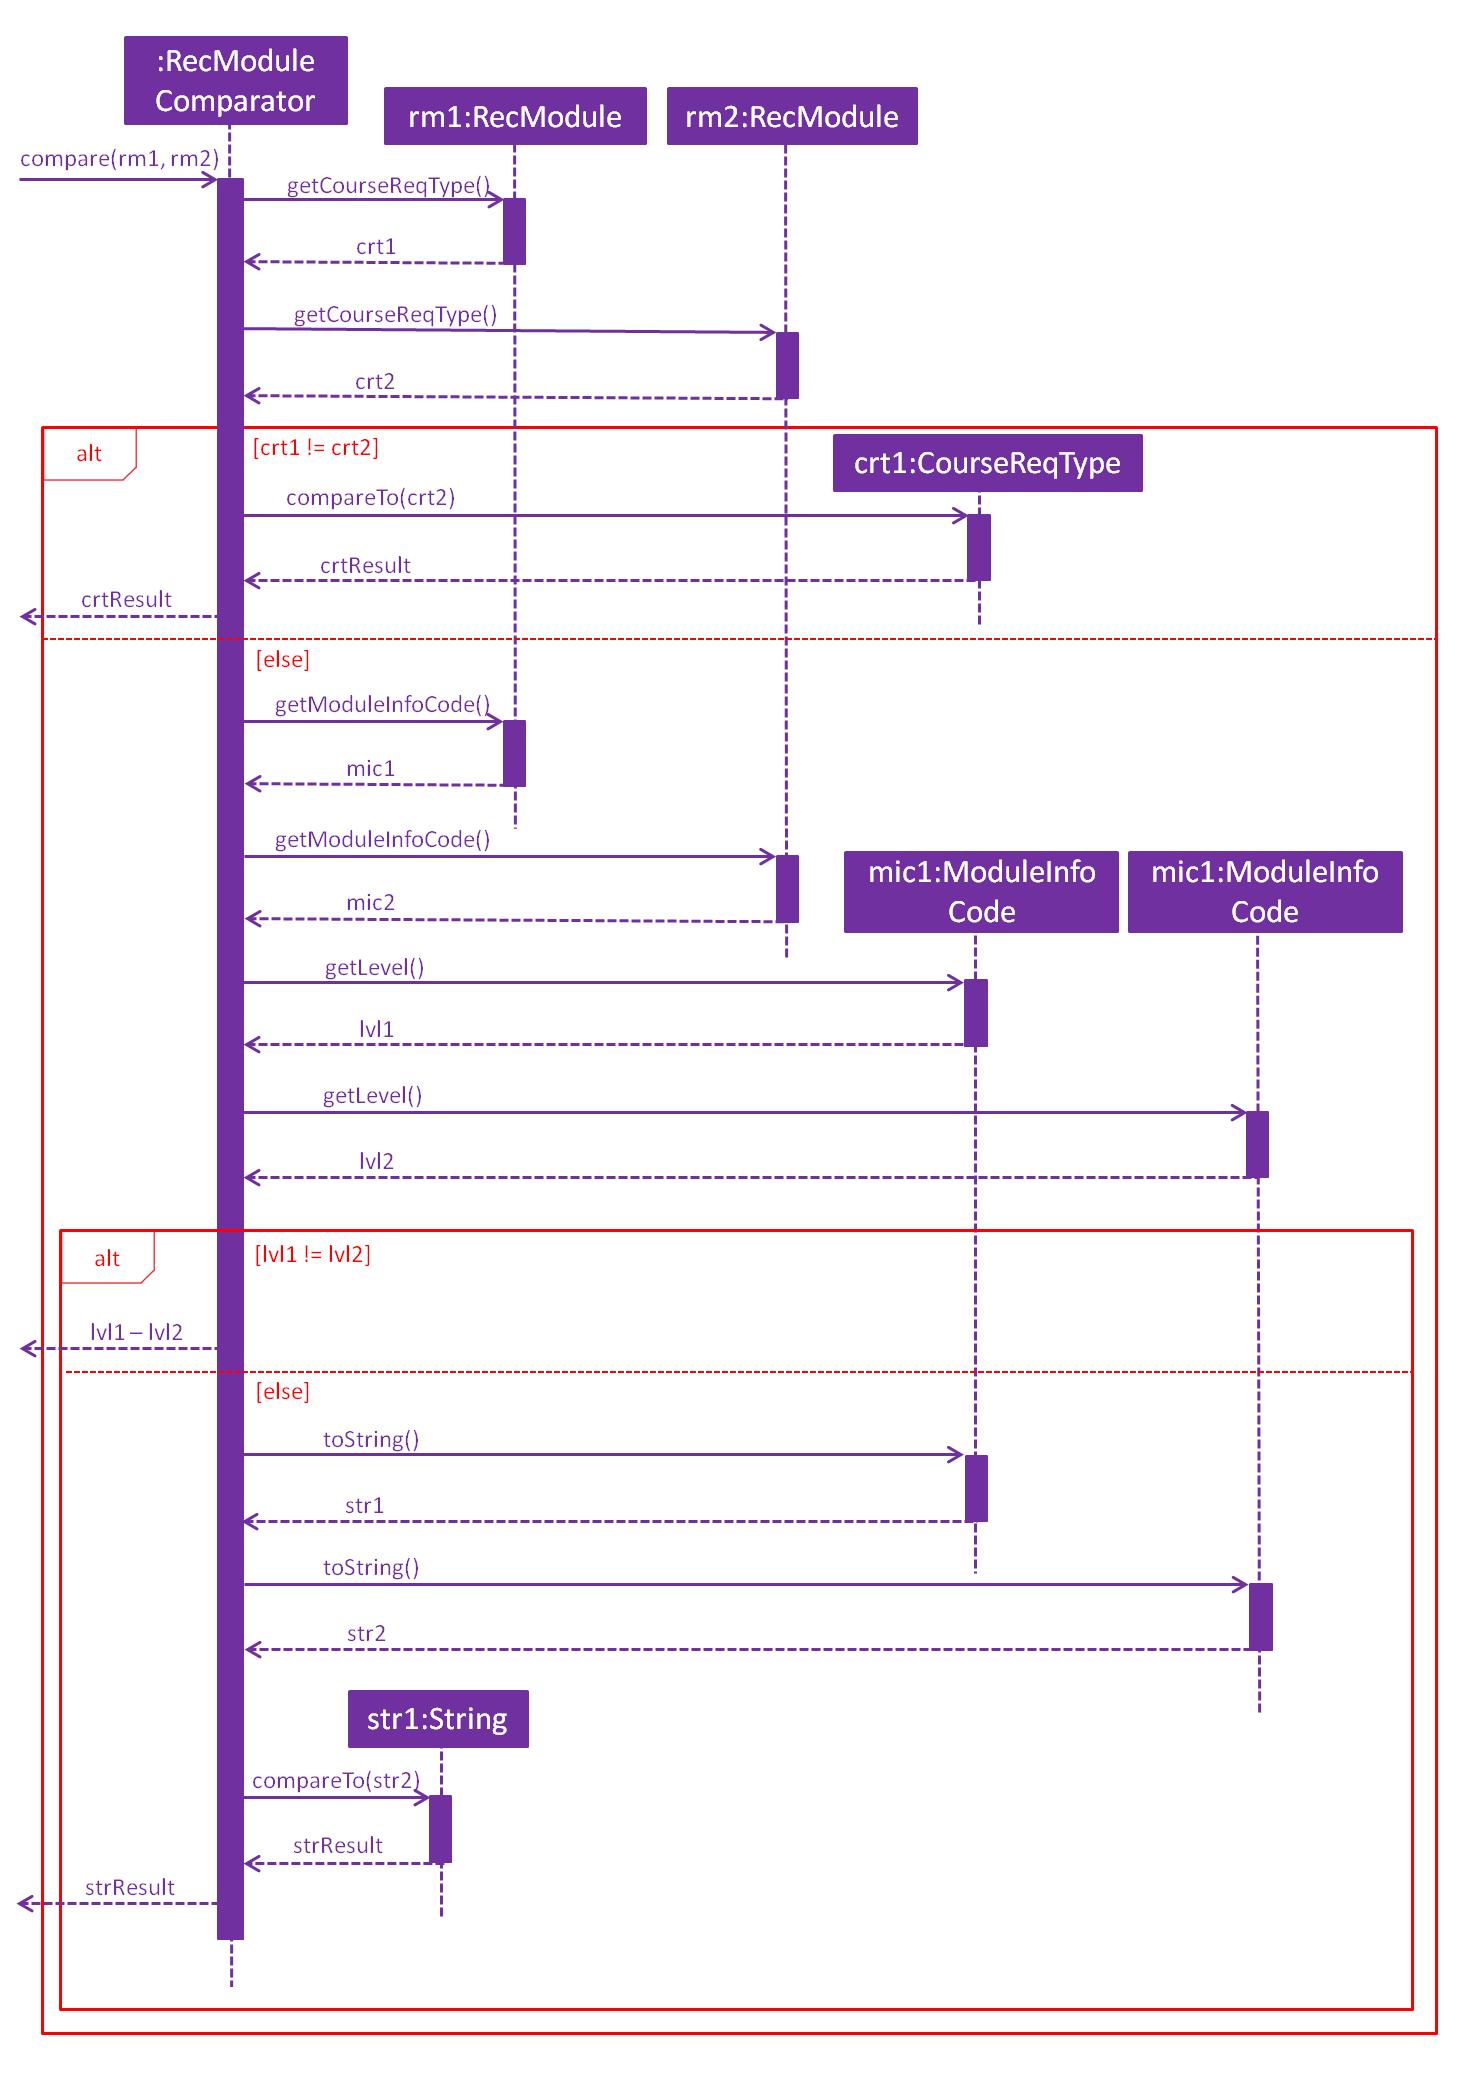 :RecModule
Comparator
rm1:RecModule
rm2:RecModule
compare(rm1, rm2)
getCourseReqType()
crt1
getCourseReqType()
crt2
alt
[crt1 != crt2]
crt1:CourseReqType
compareTo(crt2)
crtResult
crtResult
[else]
getModuleInfoCode()
mic1
getModuleInfoCode()
mic1:ModuleInfo
Code
mic1:ModuleInfo
Code
mic2
getLevel()
lvl1
getLevel()
lvl2
alt
[lvl1 != lvl2]
lvl1 – lvl2
[else]
toString()
str1
toString()
str2
str1:String
compareTo(str2)
strResult
strResult